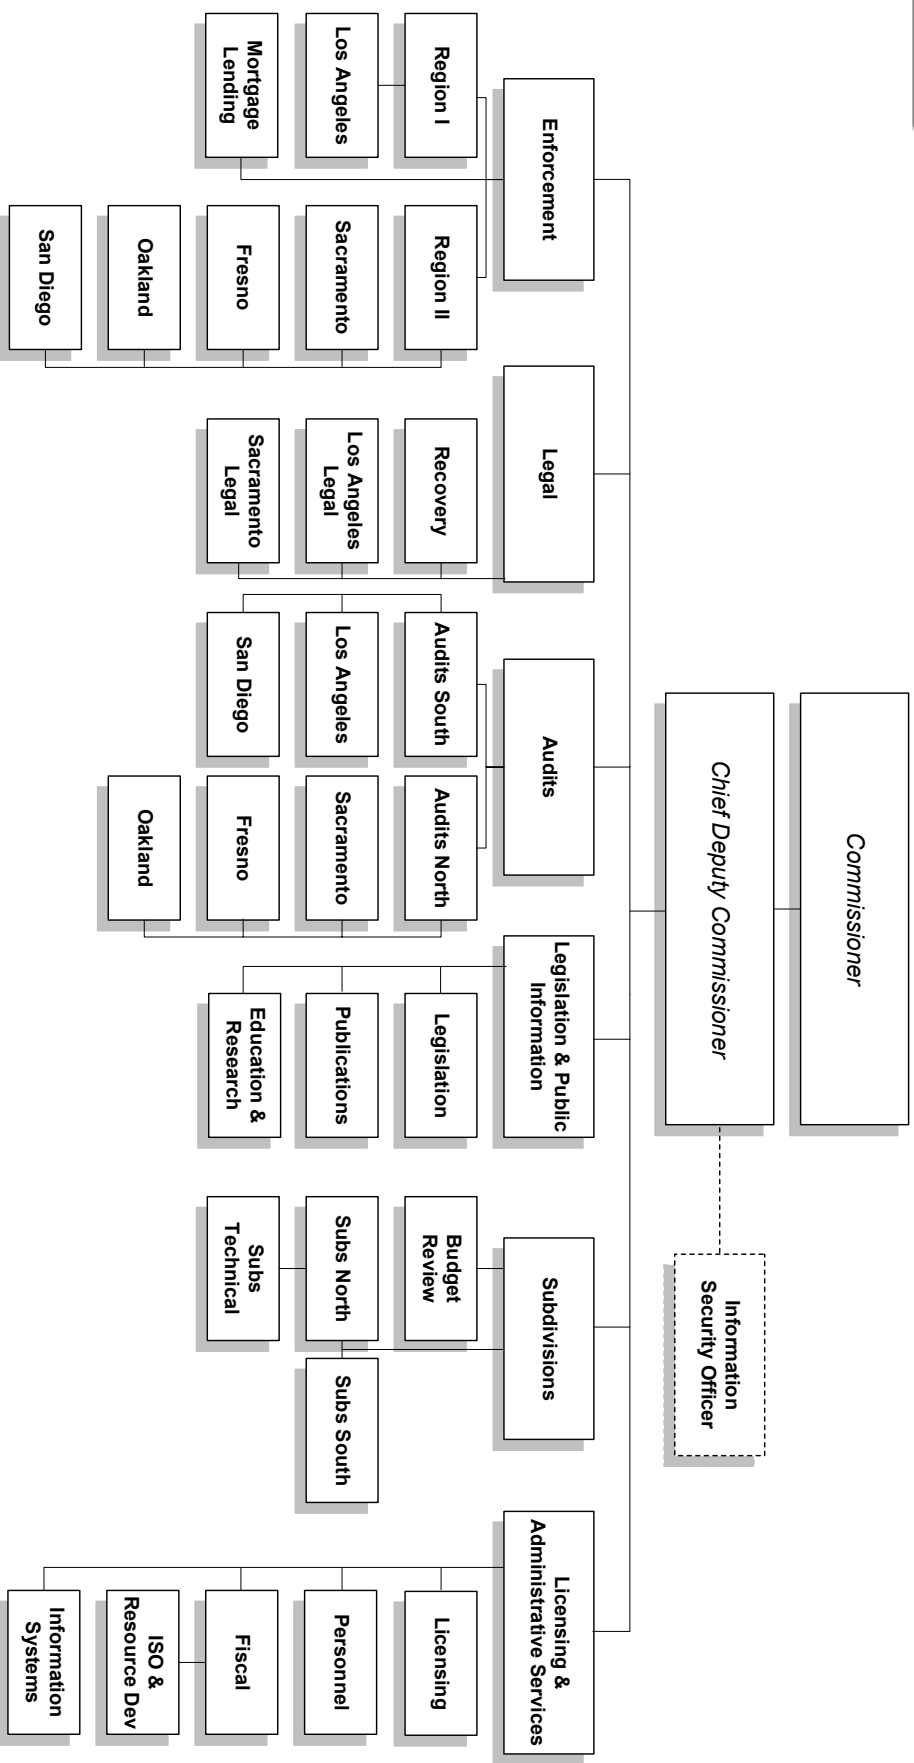 Commissioner
Chief Deputy Commissioner
Information
Security Officer
Enforcement
Legal
Audits
Legislation & Public
Information
Subdivisions
Licensing &
Administrative Services
Region I
Los Angeles
Mortgage
Lending
Region II
Sacramento
Fresno
Oakland
San Diego
Recovery
Los Angeles
Legal
Sacramento
Legal
Audits South
Los Angeles
San Diego
Audits North
Sacramento
Fresno
Oakland
Legislation
Publications
Education &
Research
Budget
Review
Subs North
Subs
Technical
Subs South
Licensing
Personnel
Fiscal
ISO &
Resource Dev
Information
Systems